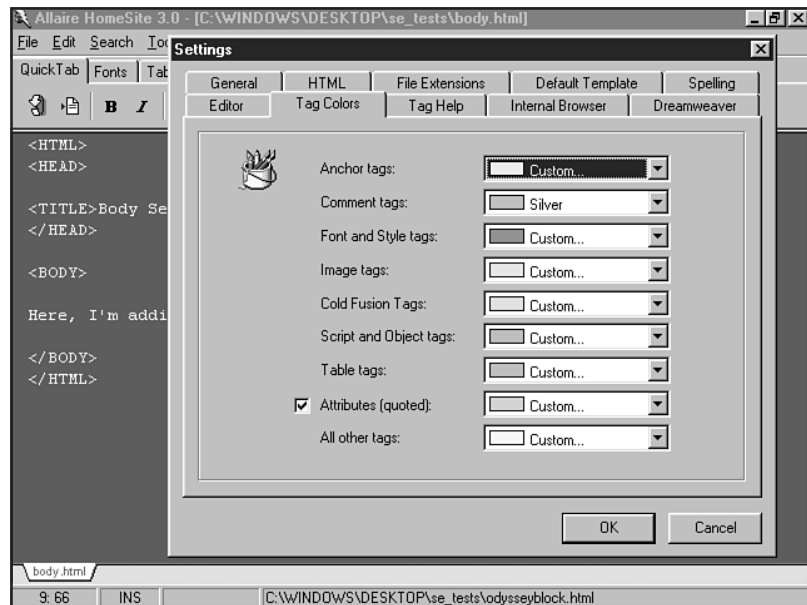 Allaire HomeSite 3.0 - [C:\WINDOWS\DESKTOP\se_tests\body.html]
File Edit Search
Settings
QuickTab Fonts
General HTML File Extensions Default Template Spelling
Editor Tag Colors Tag Help Internal Browser Dreamweaver
B I
<HTML>
<HEAD>
<TITLE>Body Se
</HEAD>
<BODY>
Here, I'm addi
</BODY>
</HTML>
Anchor tags: Custom...
Comment tags: Silver
Font and Style tags: Custom...
Image tags: Custom...
Cold Fusion Tags: Custom...
Script and Object tags: Custom...
Table tags: Custom...
Attributes (quoted): Custom...
All other tags: Custom...
OK Cancel
body.html
9: 66 INS C:\WINDOWS\DESKTOP\se_tests\odysseyblock.html